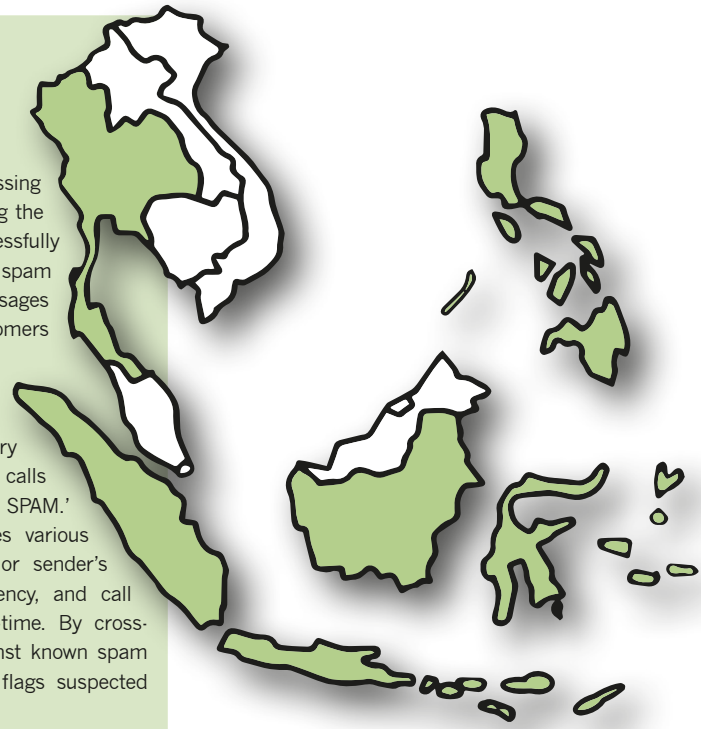 ssing
g the
essfully
spam
sages
omers
ry
calls
SPAM.'
es various
or sender's
ency, and call
time. By cross-
nst known spam
flags suspected